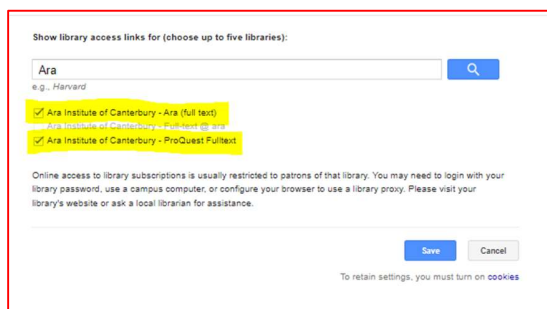 Show library access links for (choose up to five libraries):
Ara
e.g., Harvard
Ara Institute of Canterbury - Ara (full text)
Ara Institute of Canterbury - Full-text @ ara
Ara Institute of Canterbury - ProQuest Fulltext
Online access to library subscriptions is usually restricted to patrons of that library. You may need to login with your
library password, use a campus computer, or configure your browser to use a library proxy. Please visit your
library's website or ask a local librarian for assistance.
Save Cancel
To retain settings, you must turn on cookies